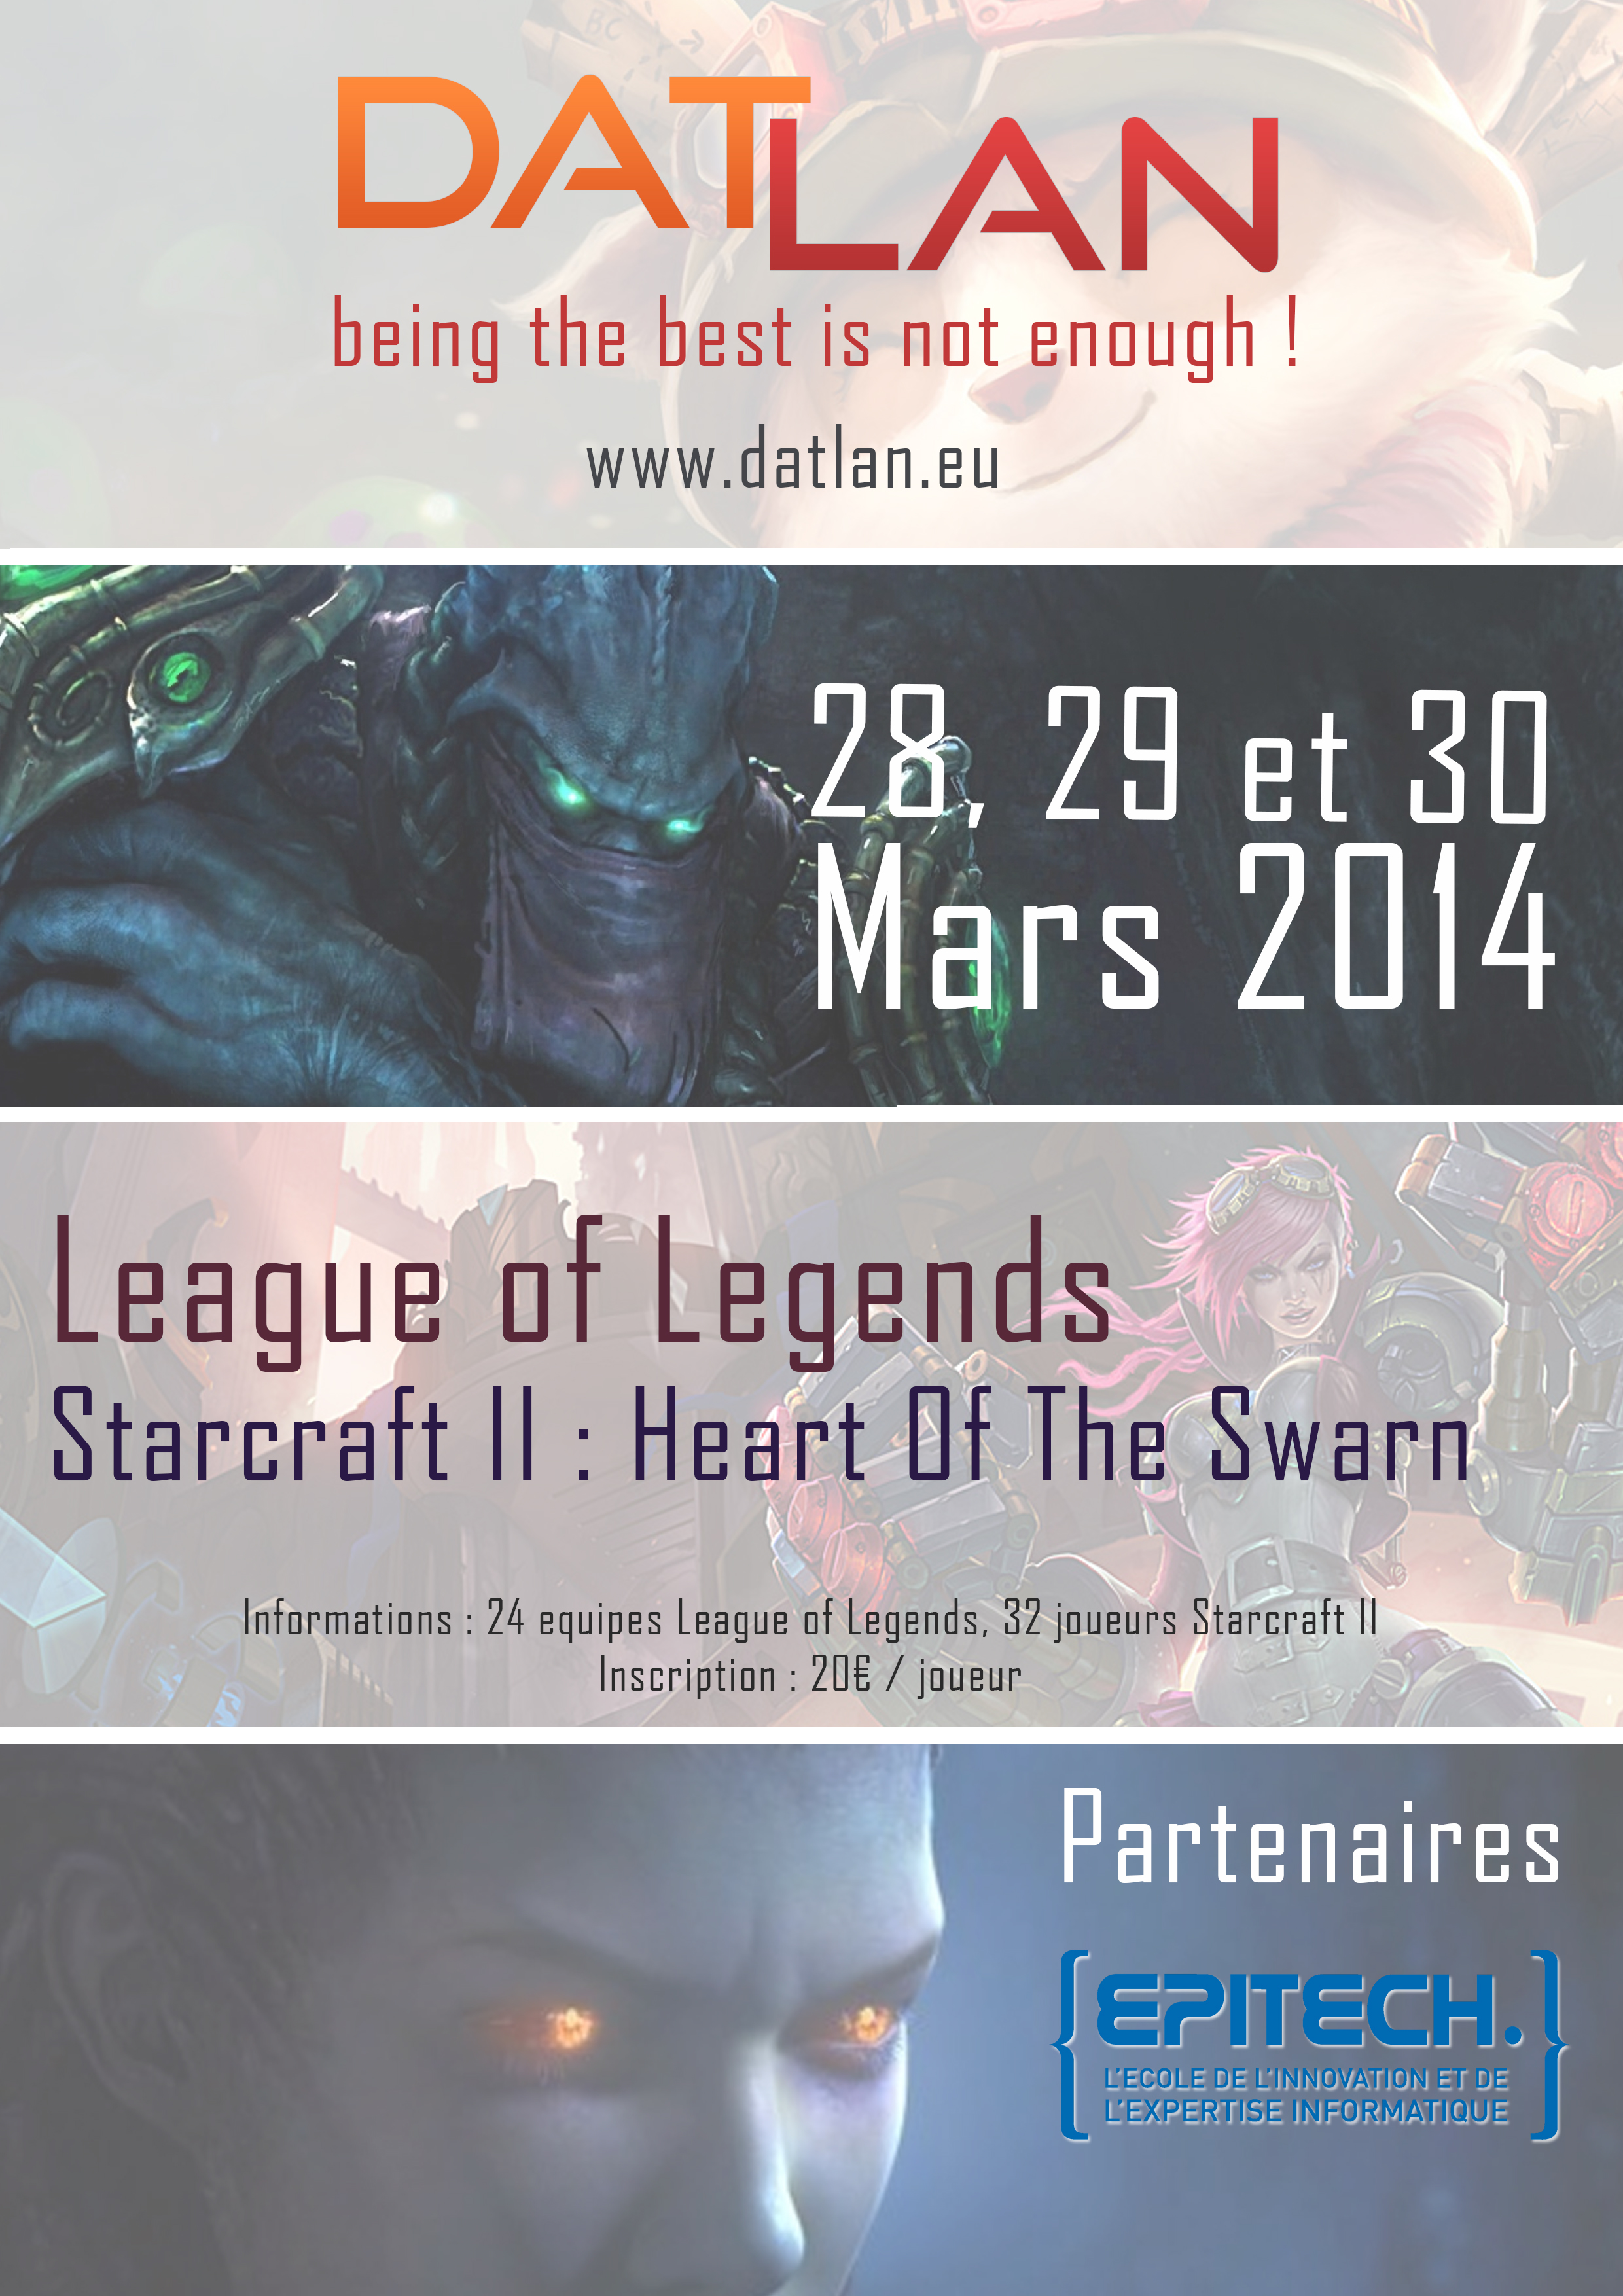 DATLAN
being the best is not enough !
www.datlan.eu
28, 29 et 30
Mars 2014
League of Legends
Starcraft II : Heart Of The Swarn
Informations : 24 equipes League of Legends, 32 joueurs Starcraft II
Inscription : 20€ / joueur
Partenaires
{EPITECH.}
L'ECOLE DE L'INNOVATION ET DE
L'EXPERTISE INFORMATIQUE